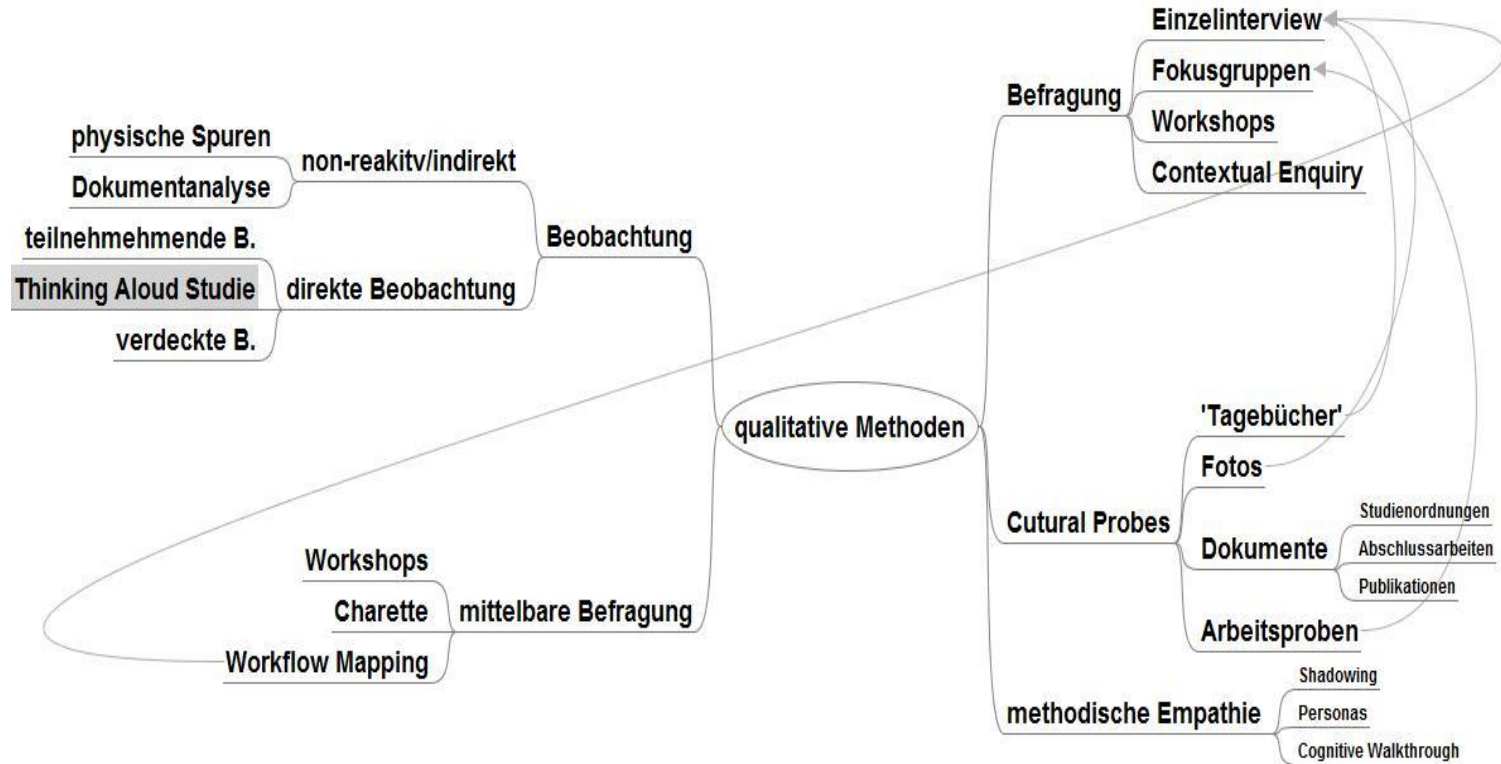 qualitative Methoden
Befragung
Einzelinterview
Fokusgruppen
Workshops
Contextual Enquiry
Cutural Probes
'Tagebücher'
Fotos
Dokumente
Studienordnungen
Abschlussarbeiten
Publikationen
Arbeitsproben
methodische Empathie
Shadowing
Personas
Cognitive Walkthrough
Beobachtung
non-reakitv/indirekt
physische Spuren
Dokumentanalyse
direkte Beobachtung
teilnehmehmende B.
Thinking Aloud Studie
verdeckte B.
mittelbare Befragung
Workshops
Charette
Workflow Mapping